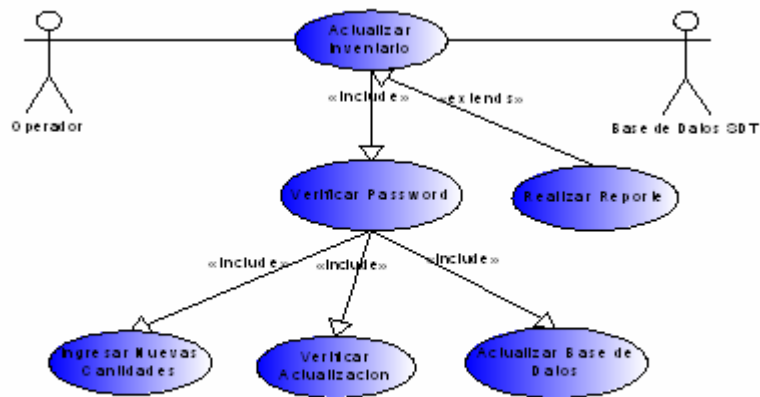 Actualizar
Inventario
«include»
«extends»
Operador
Base de Datos SDT
Verificar Password
Realizar Reporte
«include»
«include»
«include»
Ingresar Nuevas
Cantidades
Verificar
Actualizacion
Actualizar Base de
Datos